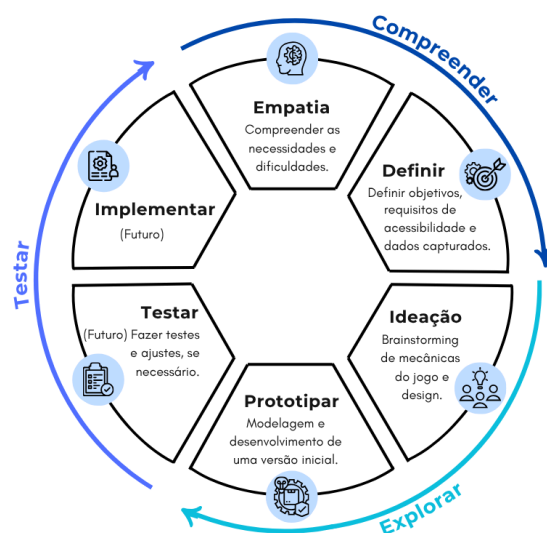 Compreender
Empatia
Compreender as
necessidades e
dificuldades.
Definir
Definir objetivos,
requisitos de
acessibilidade e
dados capturados.
Ideação
Brainstorming
de mecânicas
do jogo e
design.
Explorar
Prototipar
Modelagem e
desenvolvimento de
uma versão inicial.
Testar
(Futuro) Fazer testes
e ajustes, se
necessário.
Testar
Implementar
(Futuro)